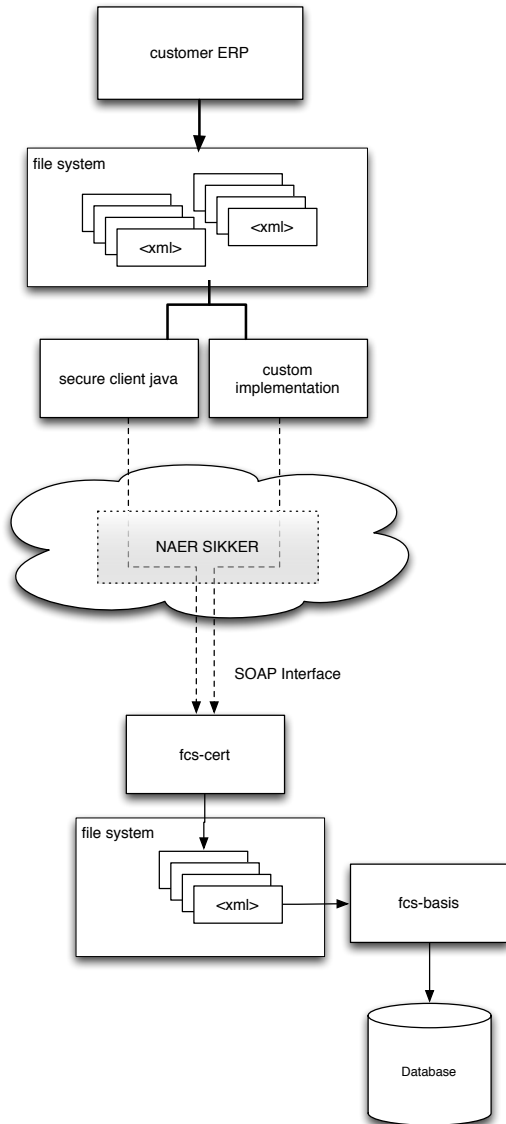 customer ERP
file system
<xml>
<xml>
secure client java
custom
implementation
NAER SIKKER
SOAP Interface
fcs-cert
file system
<xml>
fcs-basis
Database